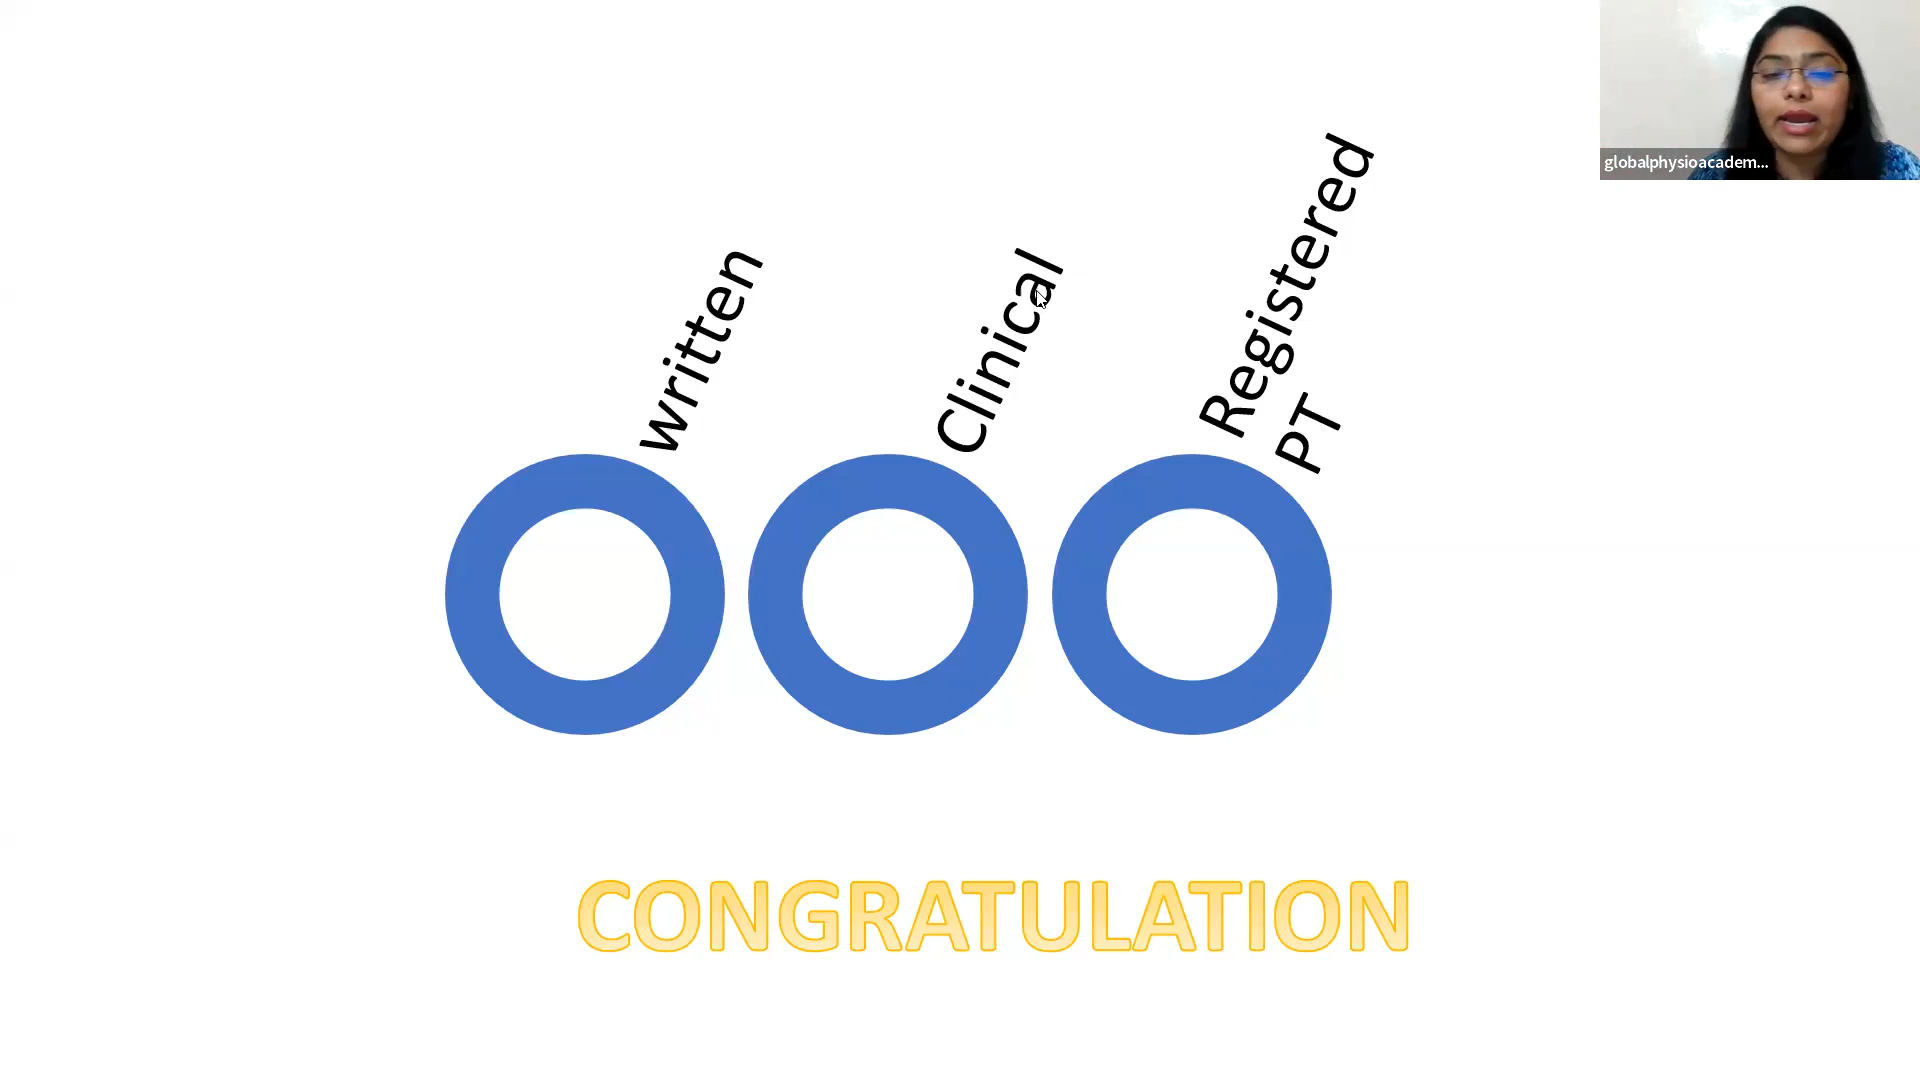 globalphysioacadem...
written
Clinical
Registered
PT
CONGRATULATION